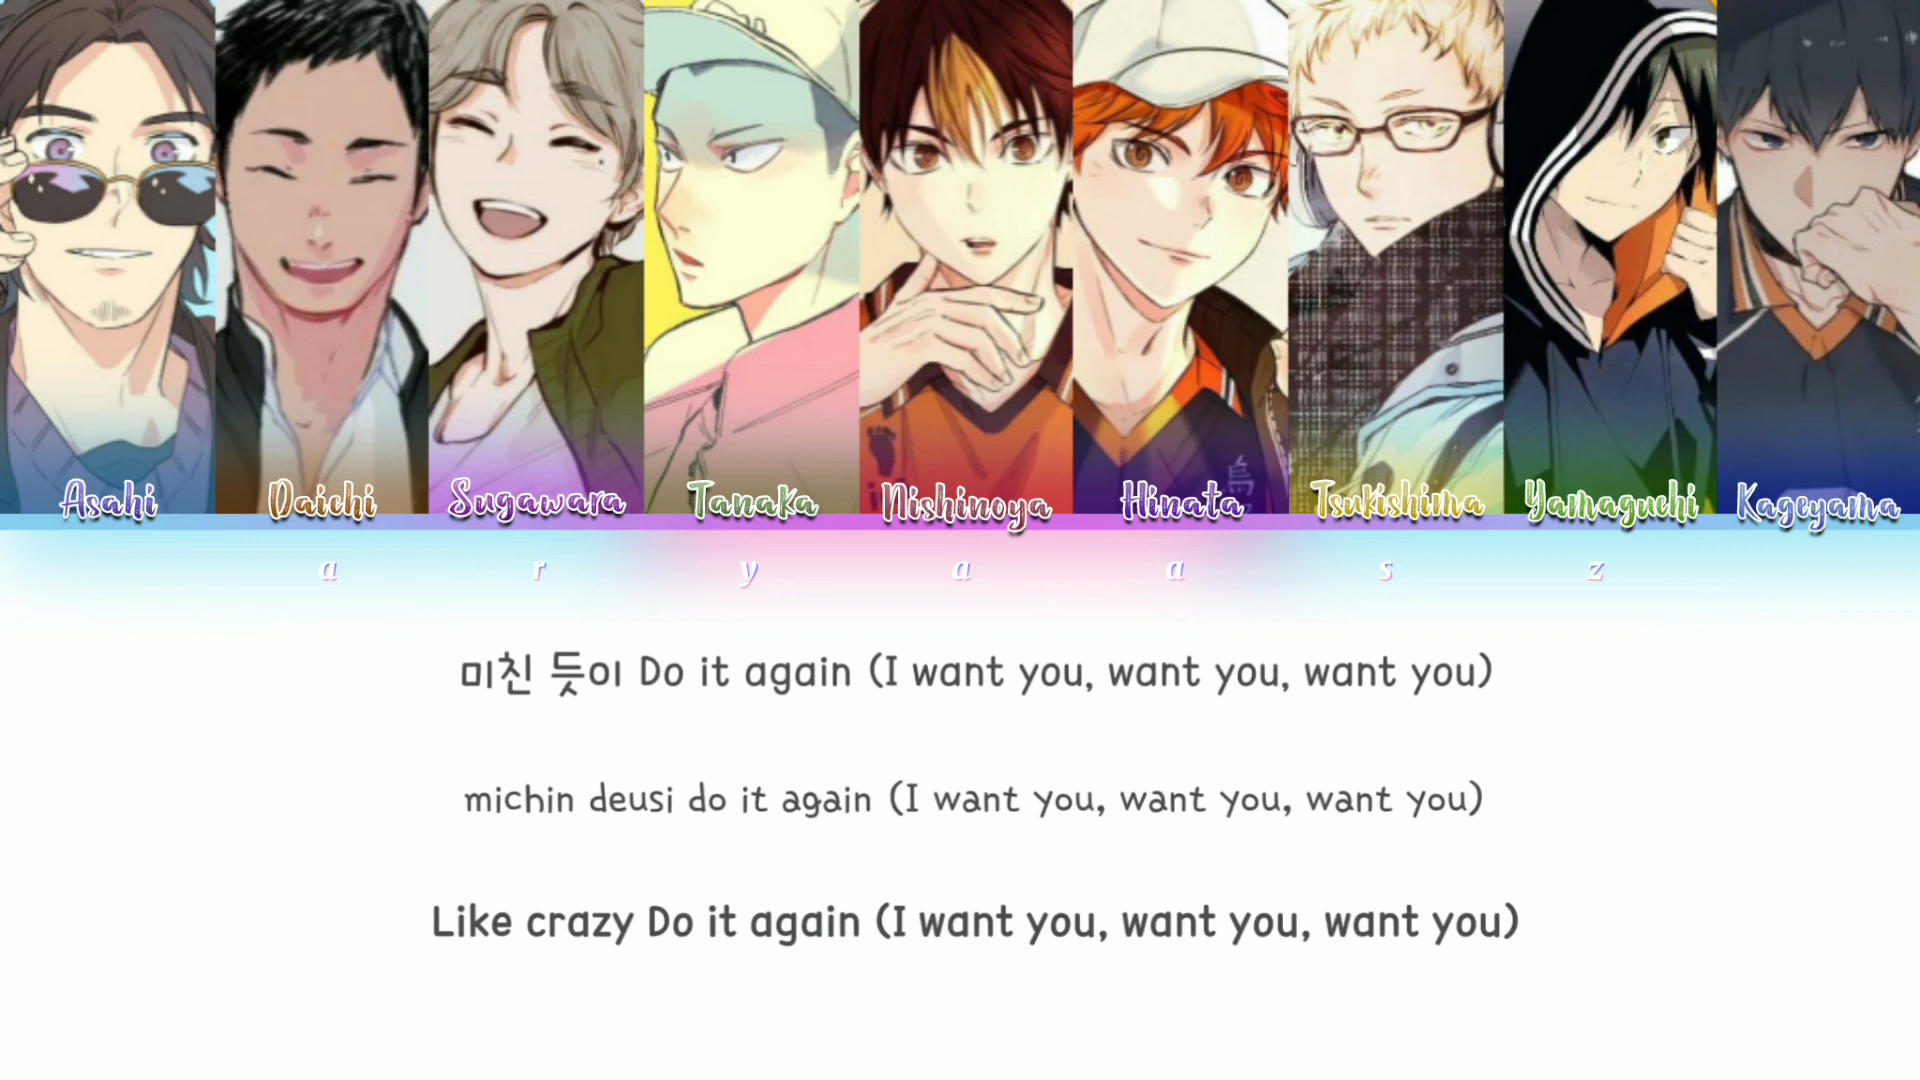 Asahi Daichi Sugawara Tanaka Nishinoya Hinata Tsukishima Yamaguchi Kageyama
a r y a a s z
미친 듯이 Do it again (I want you, want you, want you)
michin deusi do it again (I want you, want you, want you)
Like crazy Do it again (I want you, want you, want you)